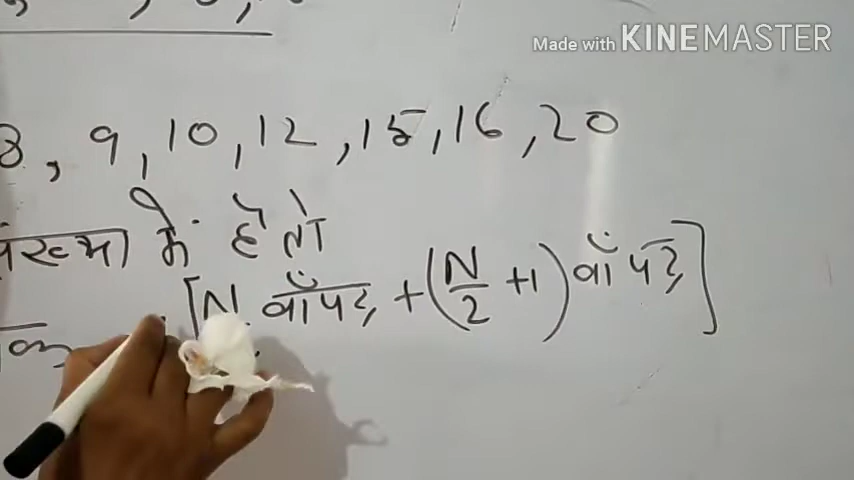 Made with KINEMASTER
8, 9, 10, 12, 15, 16, 20
संख्या में है तो
[N वाँ पद + (N/2 +1) वाँ पद]